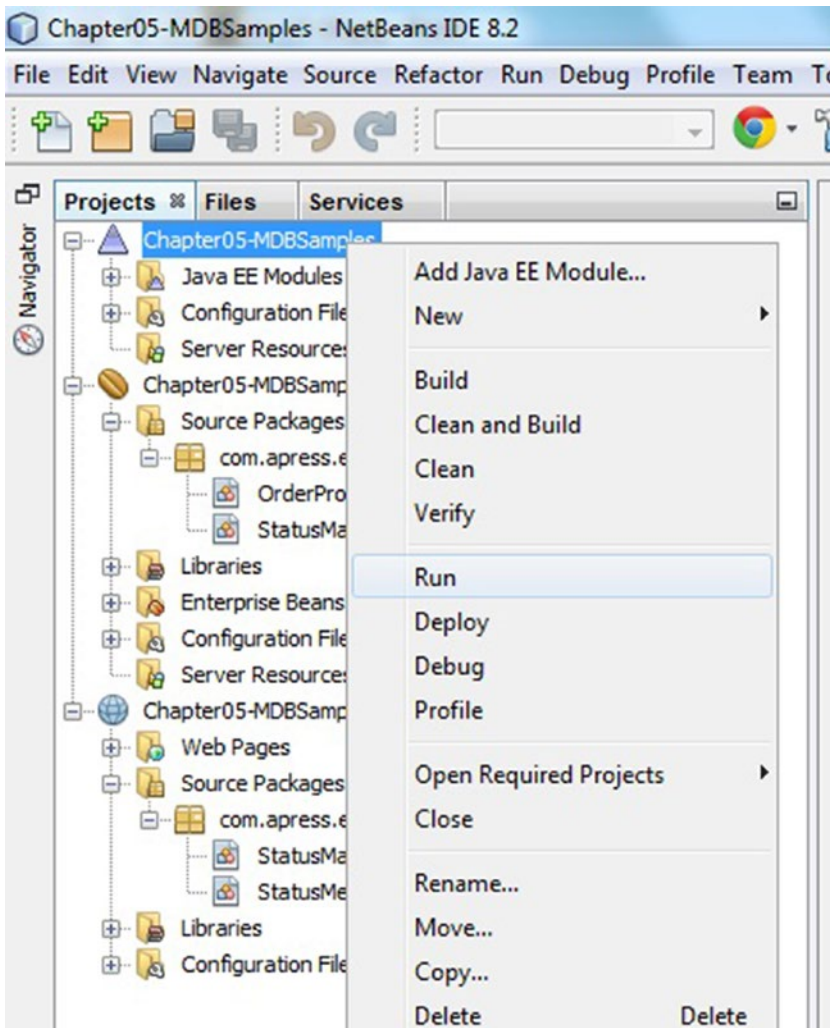 Chapter05-MDBSamples - NetBeans IDE 8.2
File Edit View Navigate Source Refactor Run Debug Profile Team
Navigator
Projects Files Services
Chapter05-MDBSamples
Java EE Modules
Configuration File
Server Resources
Chapter05-MDBSamp
Source Packages
com.apress.e
OrderPro
StatusMa
Libraries
Enterprise Beans
Configuration File
Server Resources
Chapter05-MDBSamp
Web Pages
Source Packages
com.apress.e
StatusMa
StatusMe
Libraries
Configuration File
Add Java EE Module...
New
Build
Clean and Build
Clean
Verify
Run
Deploy
Debug
Profile
Open Required Projects
Close
Rename...
Move...
Copy...
Delete Delete